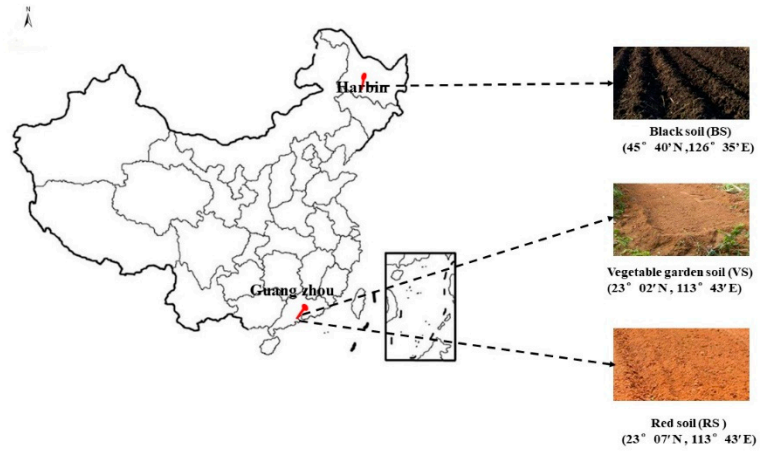 N
Harbin
Black soil (BS)
(45° 40′N ,126° 35′E)
Vegetable garden soil (VS)
(23° 02′N , 113° 43′E)
Guang zhou
Red soil (RS )
(23° 07′N , 113° 43′E)